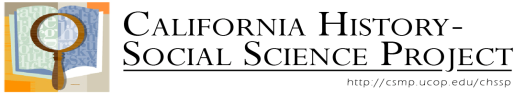 CALIFORNIA HISTORY-
SOCIAL SCIENCE PROJECT
http://csmp.ucop.edu/chssp